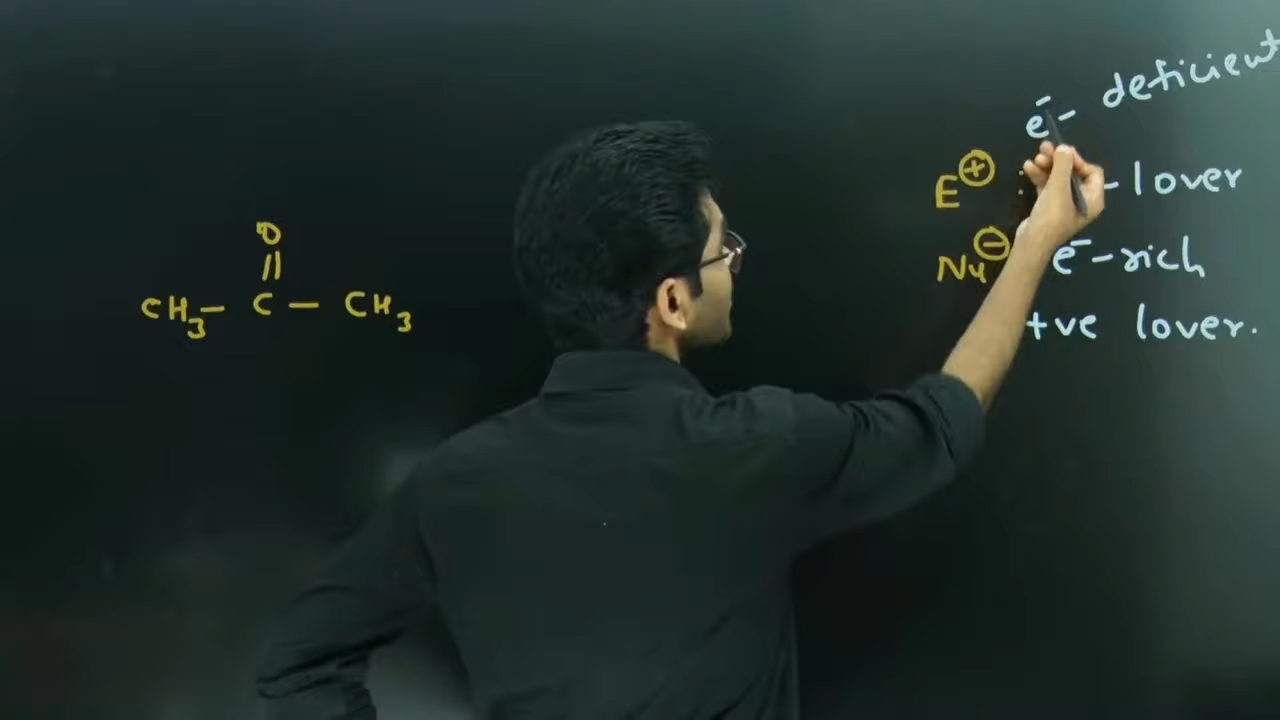 O
||
CH₃– C – CH₃
e⁻- deficient
E⊕ : -lover
Nu⊖ e⁻-rich
+ve lover.